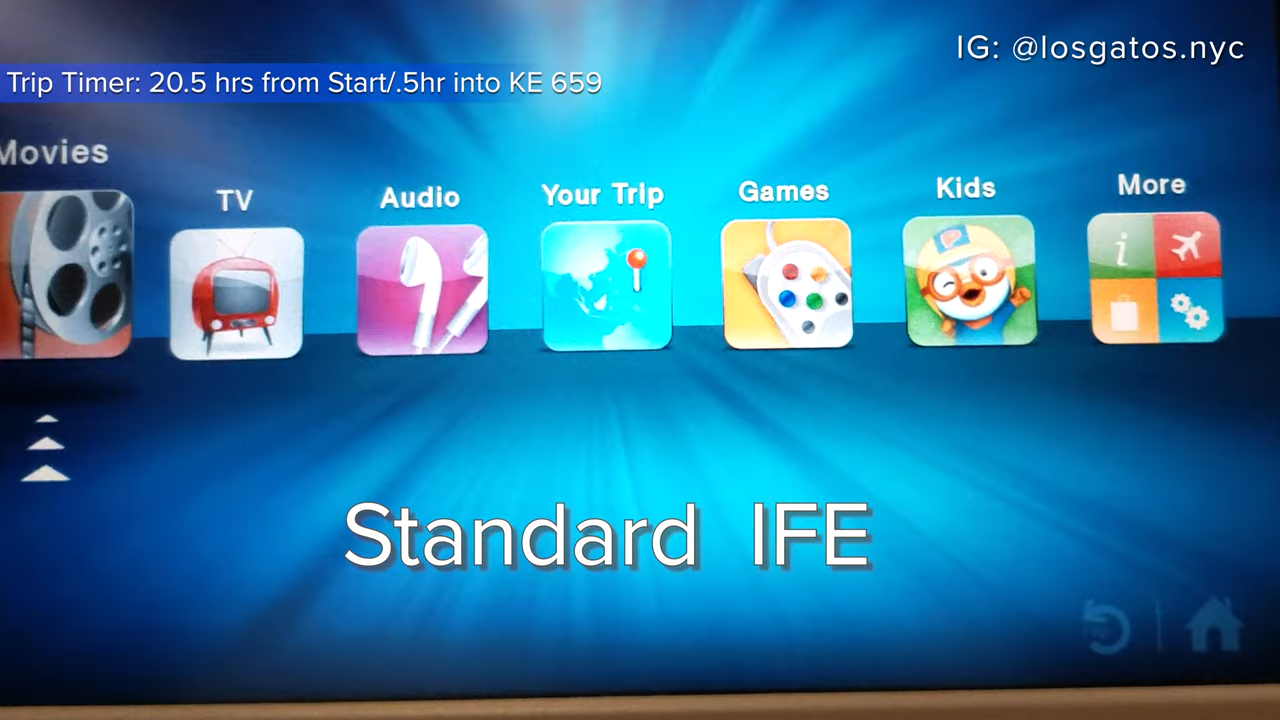 IG: @losgatos.nyc
Trip Timer: 20.5 hrs from Start/.5hr into KE 659
Movies
TV
Audio
Your Trip
Games
Kids
More
i
Standard IFE